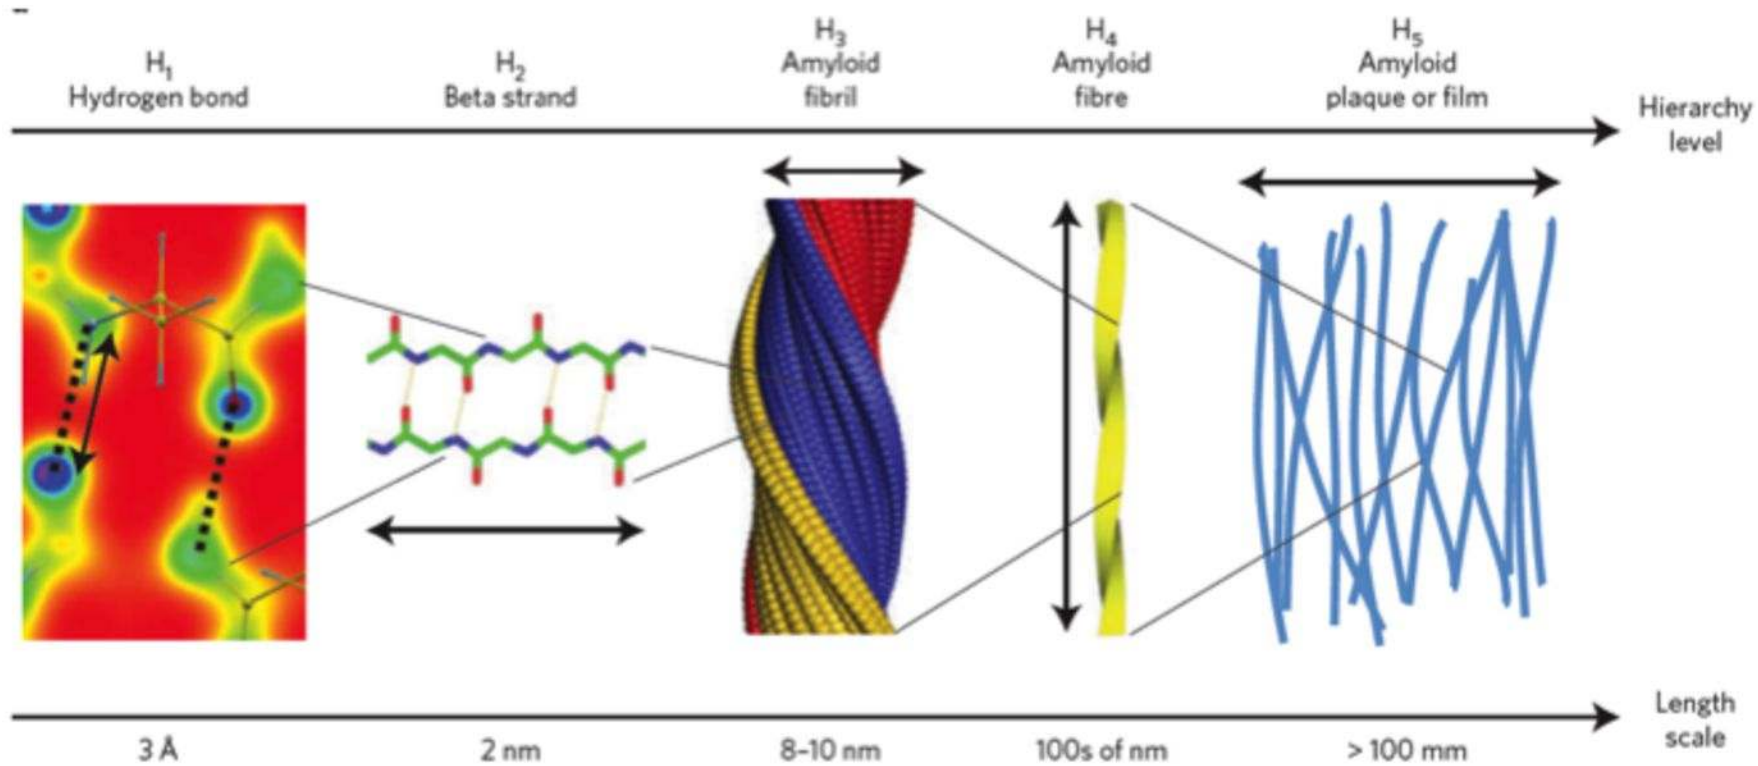 H₁
Hydrogen bond
H₂
Beta strand
H₃
Amyloid
fibril
H₄
Amyloid
fibre
H₅
Amyloid
plaque or film
Hierarchy
level
3 Å
2 nm
8–10 nm
100s of nm
> 100 mm
Length
scale